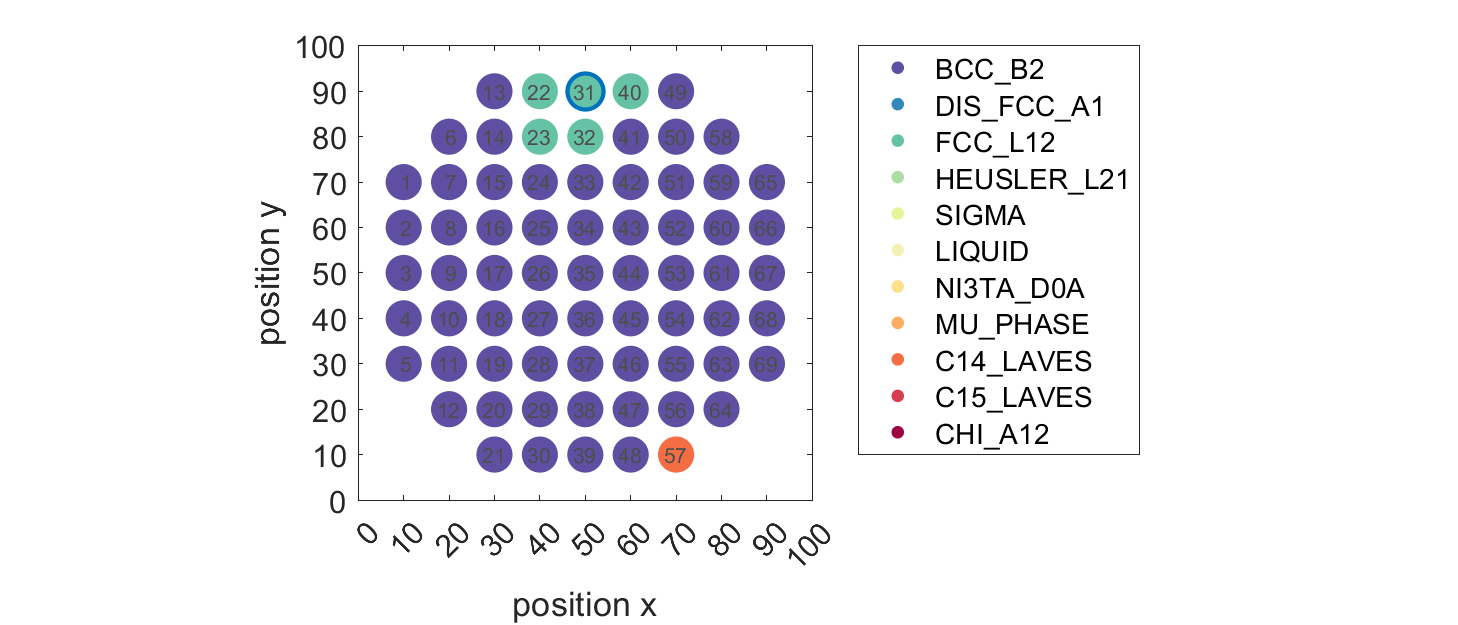 100
90
80
70
60
50
40
30
20
10
0
position y
13 22 31 40 49
6 14 23 32 41 50 58
1 7 15 24 33 42 51 59 65
2 8 16 25 34 43 52 60 66
3 9 17 26 35 44 53 61 67
4 10 18 27 36 45 54 62 68
5 11 19 28 37 46 55 63 69
12 20 29 38 47 56 64
21 30 39 48 57
0 10 20 30 40 50 60 70 80 90 100
position x
BCC_B2
DIS_FCC_A1
FCC_L12
HEUSLER_L21
SIGMA
LIQUID
NI3TA_D0A
MU_PHASE
C14_LAVES
C15_LAVES
CHI_A12